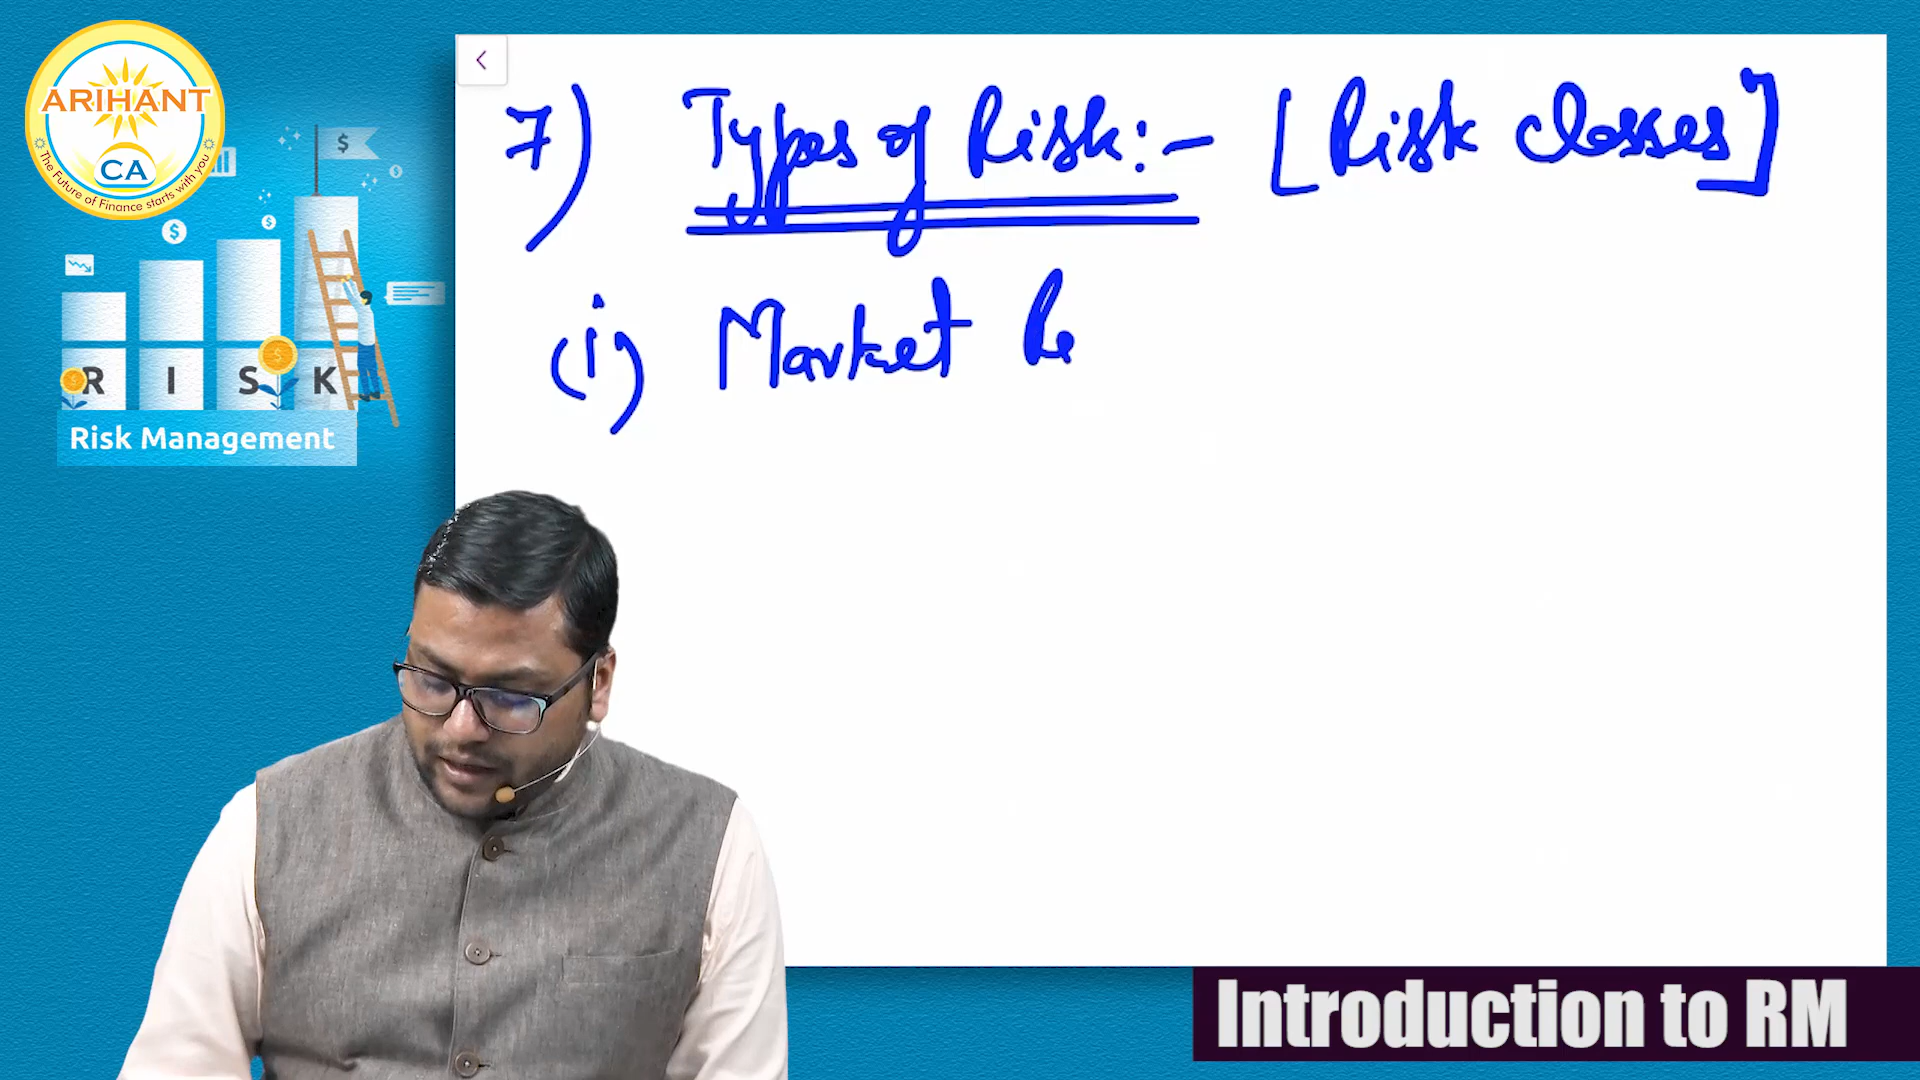 ARIHANT
CA
The Future of Finance starts with you
R I S K
Risk Management
7) Types of Risk:- [Risk Classes]
(i) Market R
Introduction to RM